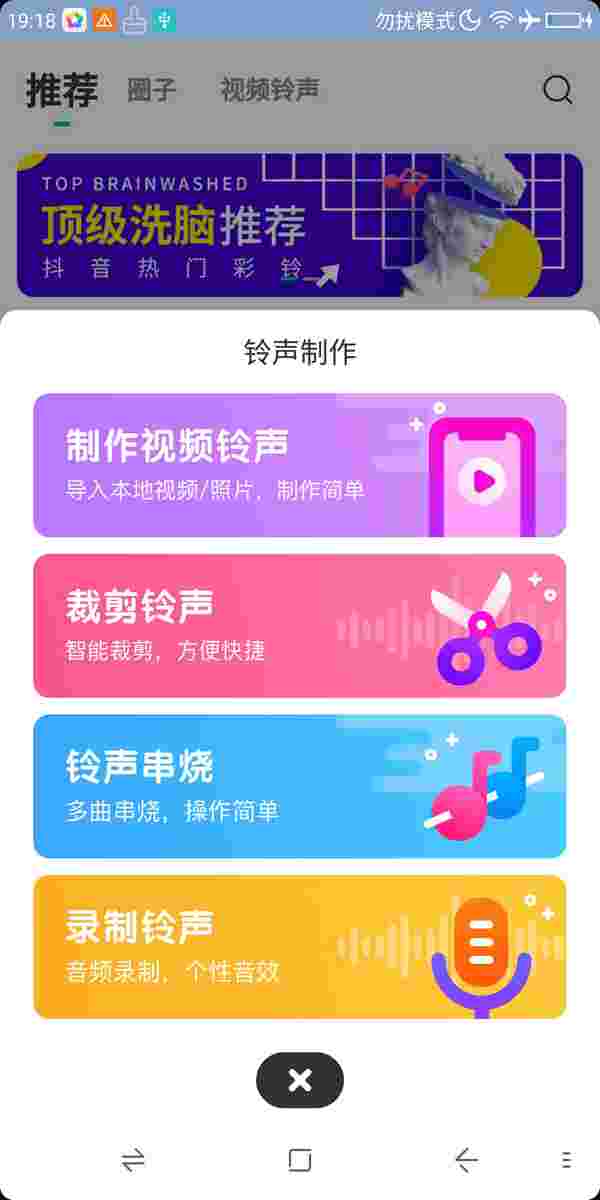 19:18 勿扰模式
推荐 圈子 视频铃声
TOP BRAINWASHED
顶级洗脑推荐
抖音热门彩铃
铃声制作
制作视频铃声
导入本地视频/照片，制作简单
裁剪铃声
智能裁剪，方便快捷
铃声串烧
多曲串烧，操作简单
录制铃声
音频录制，个性音效